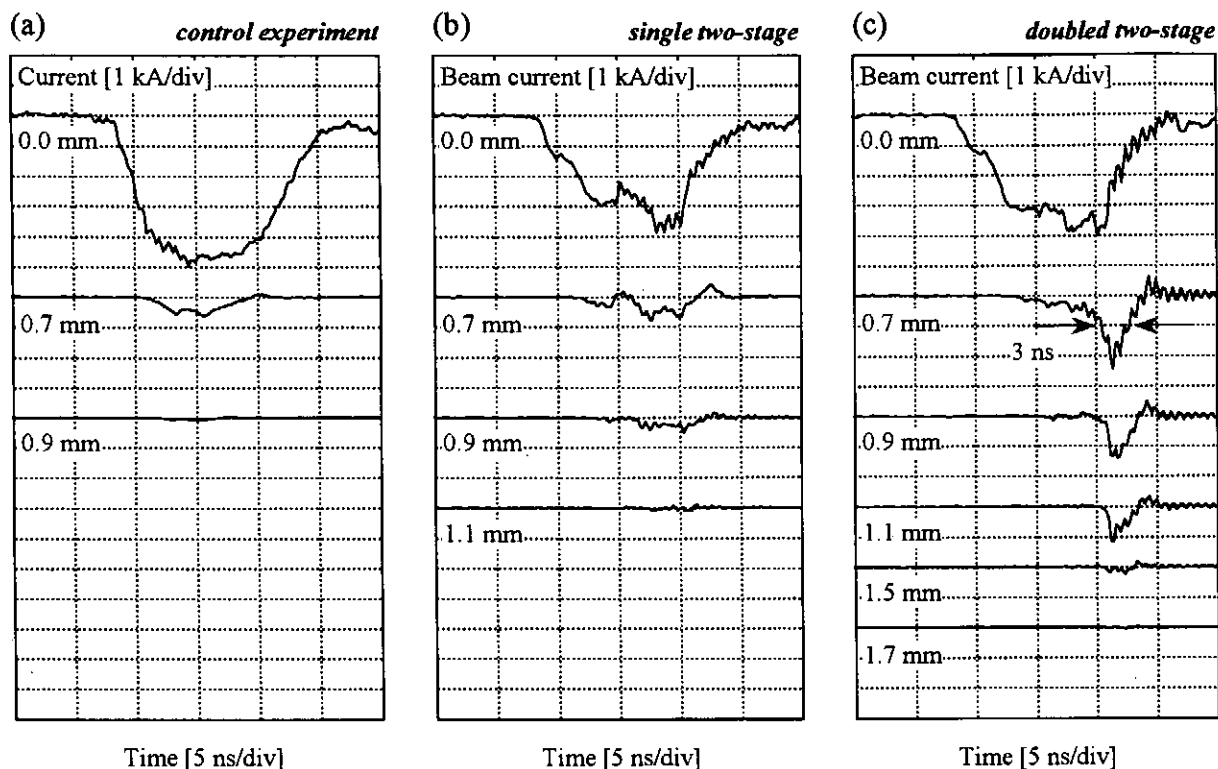 (a) control experiment
Current [1 kA/div]
0.0 mm
0.7 mm
0.9 mm
Time [5 ns/div]
(b) single two-stage
Beam current [1 kA/div]
0.0 mm
0.7 mm
0.9 mm
1.1 mm
Time [5 ns/div]
(c) doubled two-stage
Beam current [1 kA/div]
0.0 mm
0.7 mm
3 ns
0.9 mm
1.1 mm
1.5 mm
1.7 mm
Time [5 ns/div]